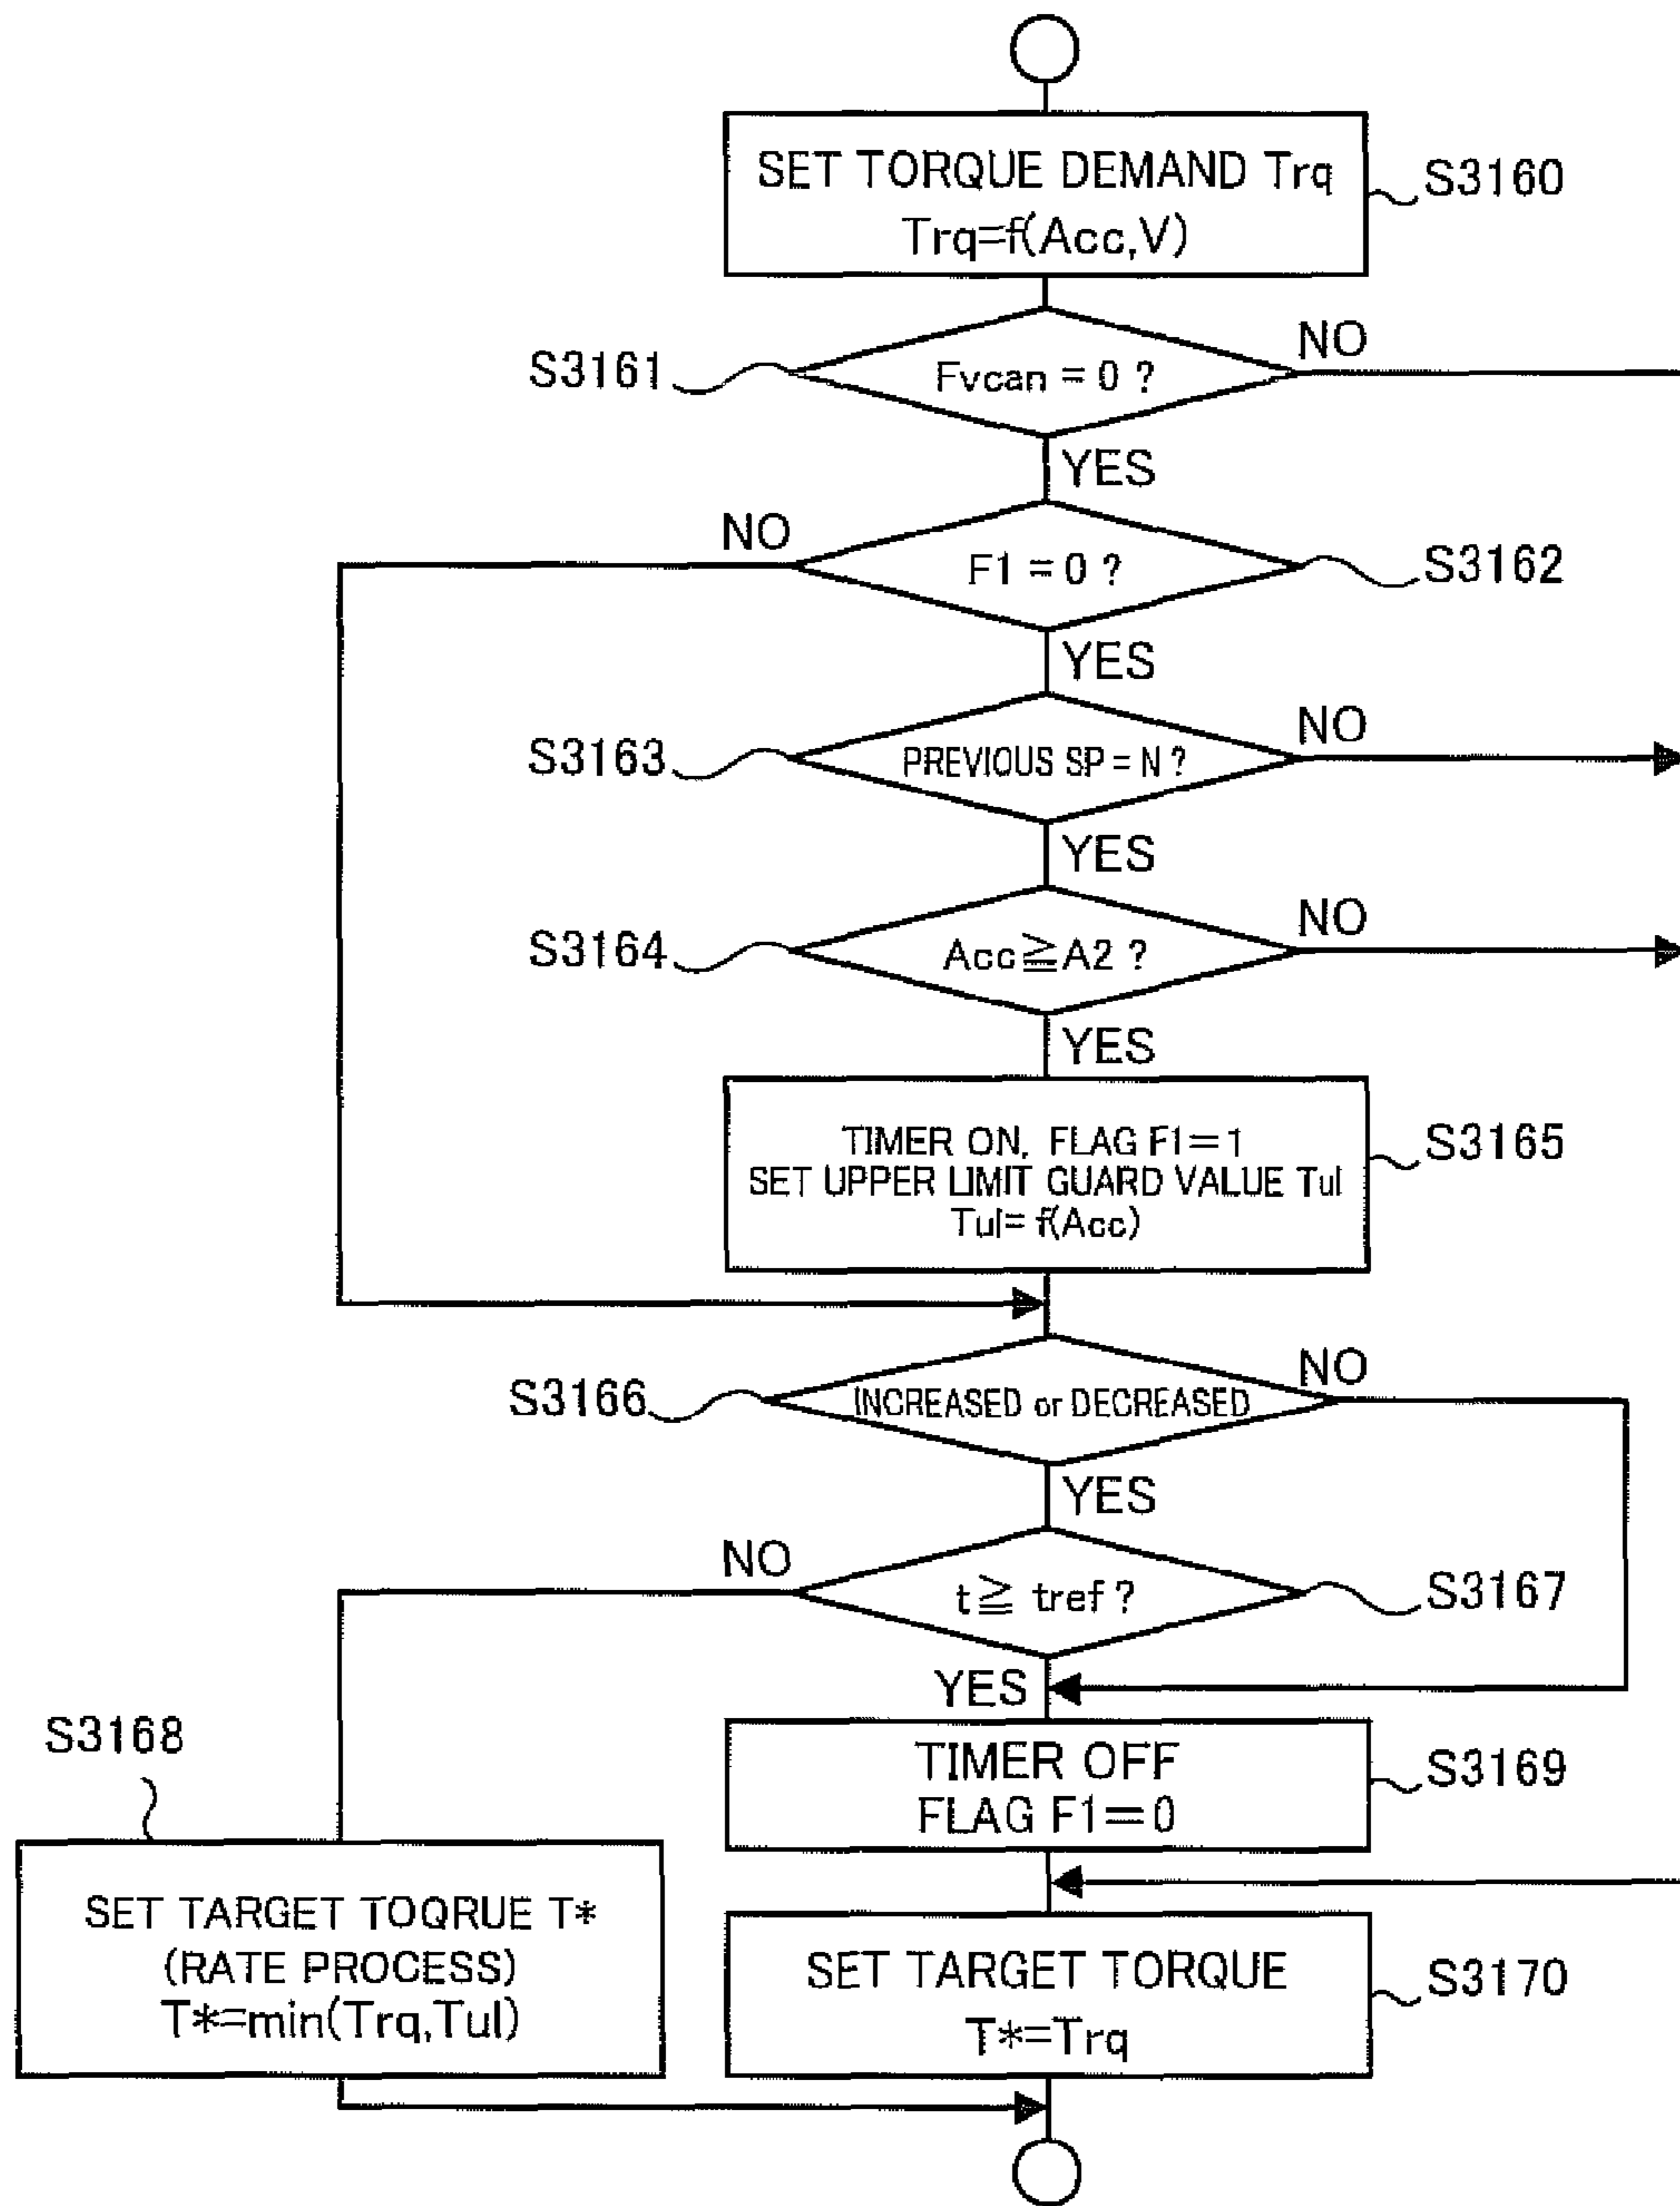 SET TORQUE DEMAND Trq
Trq=f(Acc,V)
S3160
S3161
Fvcan = 0 ?
NO
YES
NO
F1 = 0 ?
S3162
YES
S3163
PREVIOUS SP = N ?
NO
YES
S3164
Acc≧A2 ?
NO
YES
TIMER ON, FLAG F1=1
SET UPPER LIMIT GUARD VALUE Tul
Tul= f(Acc)
S3165
S3166
INCREASED or DECREASED
NO
YES
NO
t≧ tref ?
S3167
YES
S3168
TIMER OFF
FLAG F1=0
S3169
SET TARGET TOQRUE T*
(RATE PROCESS)
T*=min(Trq,Tul)
SET TARGET TORQUE
T*=Trq
S3170